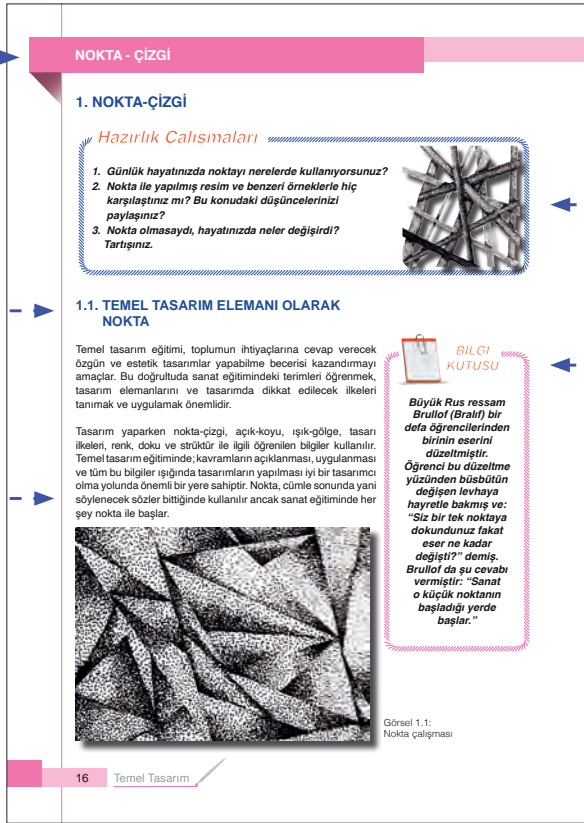 NOKTA - ÇİZGİ
1. NOKTA-ÇİZGİ
Hazırlık Calısmaları
1. Günlük hayatınızda noktayı nerelerde kullanıyorsunuz?
2. Nokta ile yapılmış resim ve benzeri örneklerle hiç
karşılaştınız mı? Bu konudaki düşüncelerinizi
paylaşınız?
3. Nokta olmasaydı, hayatınızda neler değişirdi?
Tartışınız.
1.1. TEMEL TASARIM ELEMANI OLARAK
NOKTA
Temel tasarım eğitimi, toplumun ihtiyaçlarına cevap verecek
özgün ve estetik tasarımlar yapabilme becerisi kazandırmayı
amaçlar. Bu doğrultuda sanat eğitimindeki terimleri öğrenmek,
tasarım elemanlarını ve tasarımda dikkat edilecek ilkeleri
tanımak ve uygulamak önemlidir.
Tasarım yaparken nokta-çizgi, açık-koyu, ışık-gölge, tasarı
ilkeleri, renk, doku ve strüktür ile ilgili öğrenilen bilgiler kullanılır.
Temel tasarım eğitiminde; kavramların açıklanması, uygulanması
ve tüm bu bilgiler ışığında tasarımların yapılması iyi bir tasarımcı
olma yolunda önemli bir yere sahiptir. Nokta, cümle sonunda yani
söylenecek sözler bittiğinde kullanılır ancak sanat eğitiminde her
şey nokta ile başlar.
BILGI
KUTUSU
Büyük Rus ressam
Brullof (Bralıf) bir
defa öğrencilerinden
birinin eserini
düzeltmiştir.
Öğrenci bu düzeltme
yüzünden büsbütün
değişen levhaya
hayretle bakmış ve:
“Siz bir tek noktaya
dokundunuz fakat
eser ne kadar
değişti?” demiş.
Brullof da şu cevabı
vermiştir: “Sanat
o küçük noktanın
başladığı yerde
başlar.”
Görsel 1.1:
Nokta çalışması
16 Temel Tasarım